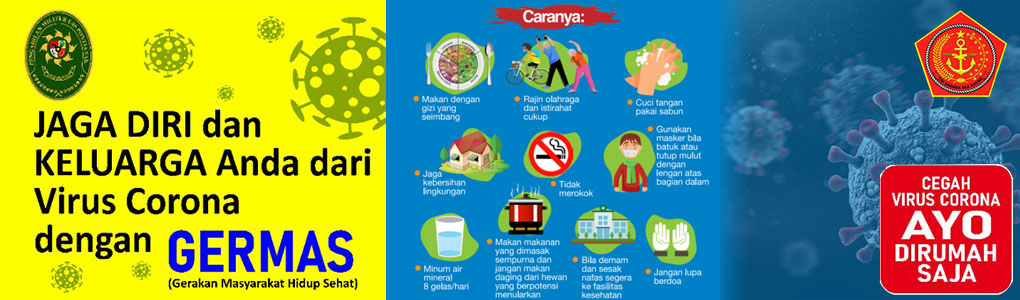 JAGA DIRI dan
KELUARGA Anda dari
Virus Corona
dengan GERMAS
(Gerakan Masyarakat Hidup Sehat)
Caranya:
Makan dengan
gizi yang
seimbang
Rajin olahraga
dan istirahat
cukup
Cuci tangan
pakai sabun
Jaga
kebersihan
lingkungan
Tidak
merokok
Gunakan
masker bila
batuk atau
tutup mulut
dengan
lengan atas
bagian dalam
Minum air
mineral
8 gelas/hari
Makan makanan
yang dimasak
sempurna dan
jangan makan
daging dari hewan
yang berpotensi
menularkan
Bila demam
dan sesak
nafas segera
ke fasilitas
kesehatan
Jangan lupa
berdoa
CEGAH
VIRUS CORONA
AYO
DIRUMAH
SAJA